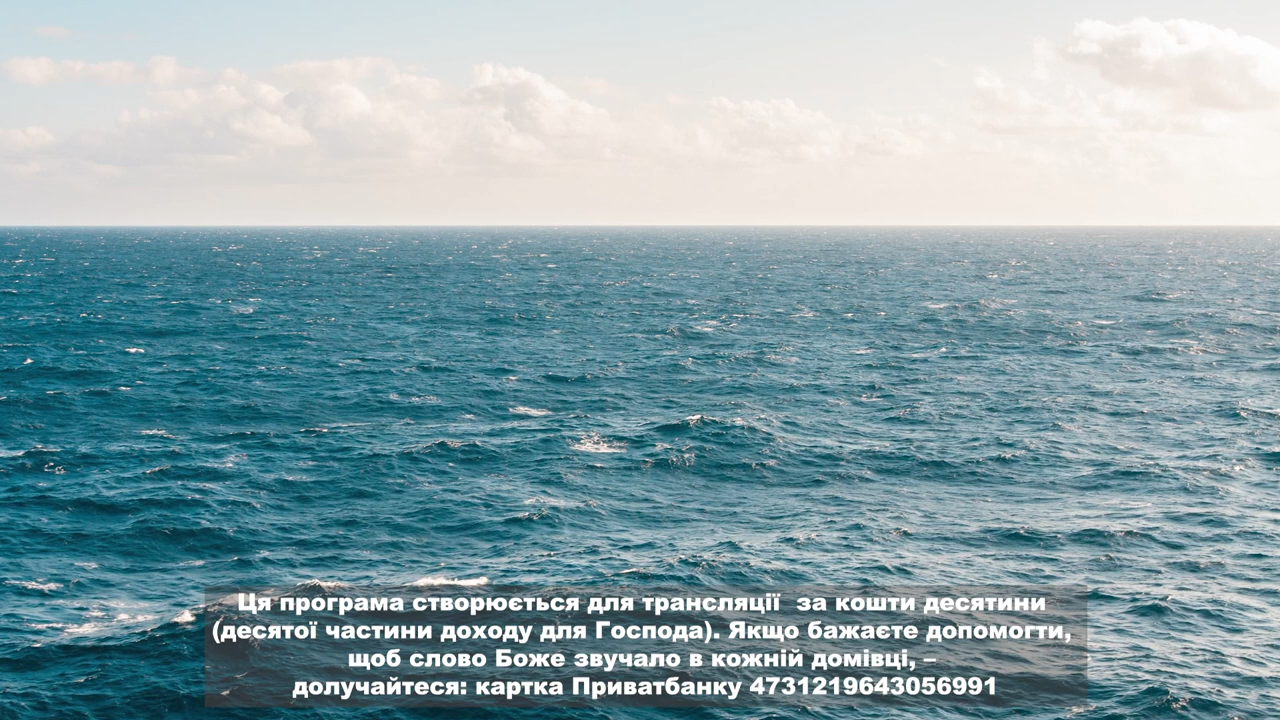 Ця програма створюється для трансляції  за кошти десятини
(десятої частини доходу для Господа). Якщо бажаєте допомогти,
щоб слово Боже звучало в кожній домівці, –
долучайтеся: картка Приватбанку 4731219643056991